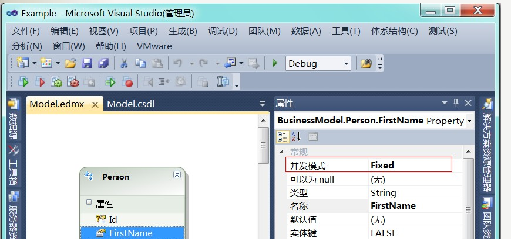 Example - Microsoft Visual Studio(管理员)
文件(F) 编辑(E) 视图(V) 项目(P) 生成(B) 调试(D) 团队(M) 数据(A) 工具(T) 体系结构(C) 测试(S)
分析(N) 窗口(W) 帮助(H) VMware
Debug
Model.edmx × Model.csdl
Person
属性
Id
FirstName
属性
BusinessModel.Person.FirstName Property
常规
并发模式 Fixed
可以为 null (无)
类型 String
名称 FirstName
默认值 (无)
实体键 FALSE
工具箱